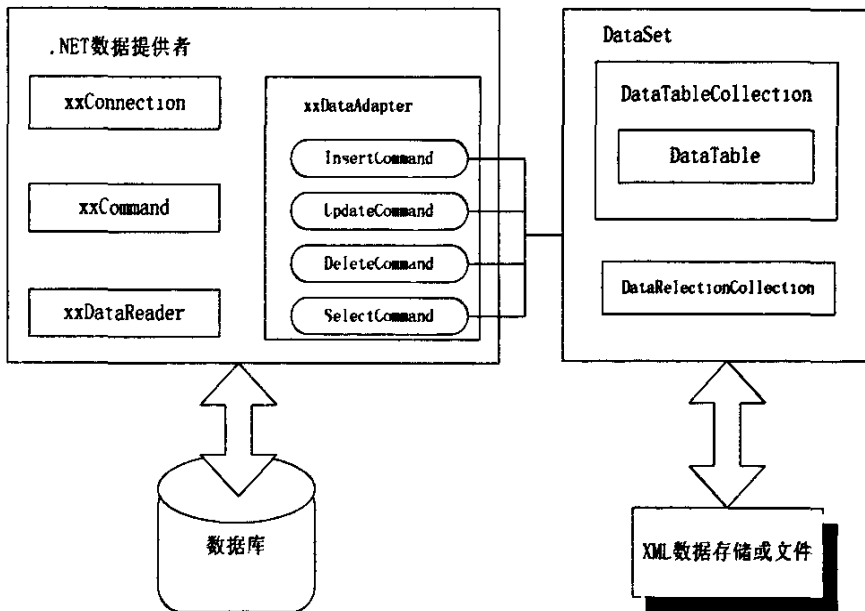 .NET数据提供者
xxConnection
xxCommand
xxDataReader
xxDataAdapter
InsertCommand
UpdateCommand
DeleteCommand
SelectCommand
DataSet
DataTableCollection
DataTable
DataRelectionCollection
数据库
XML数据存储或文件